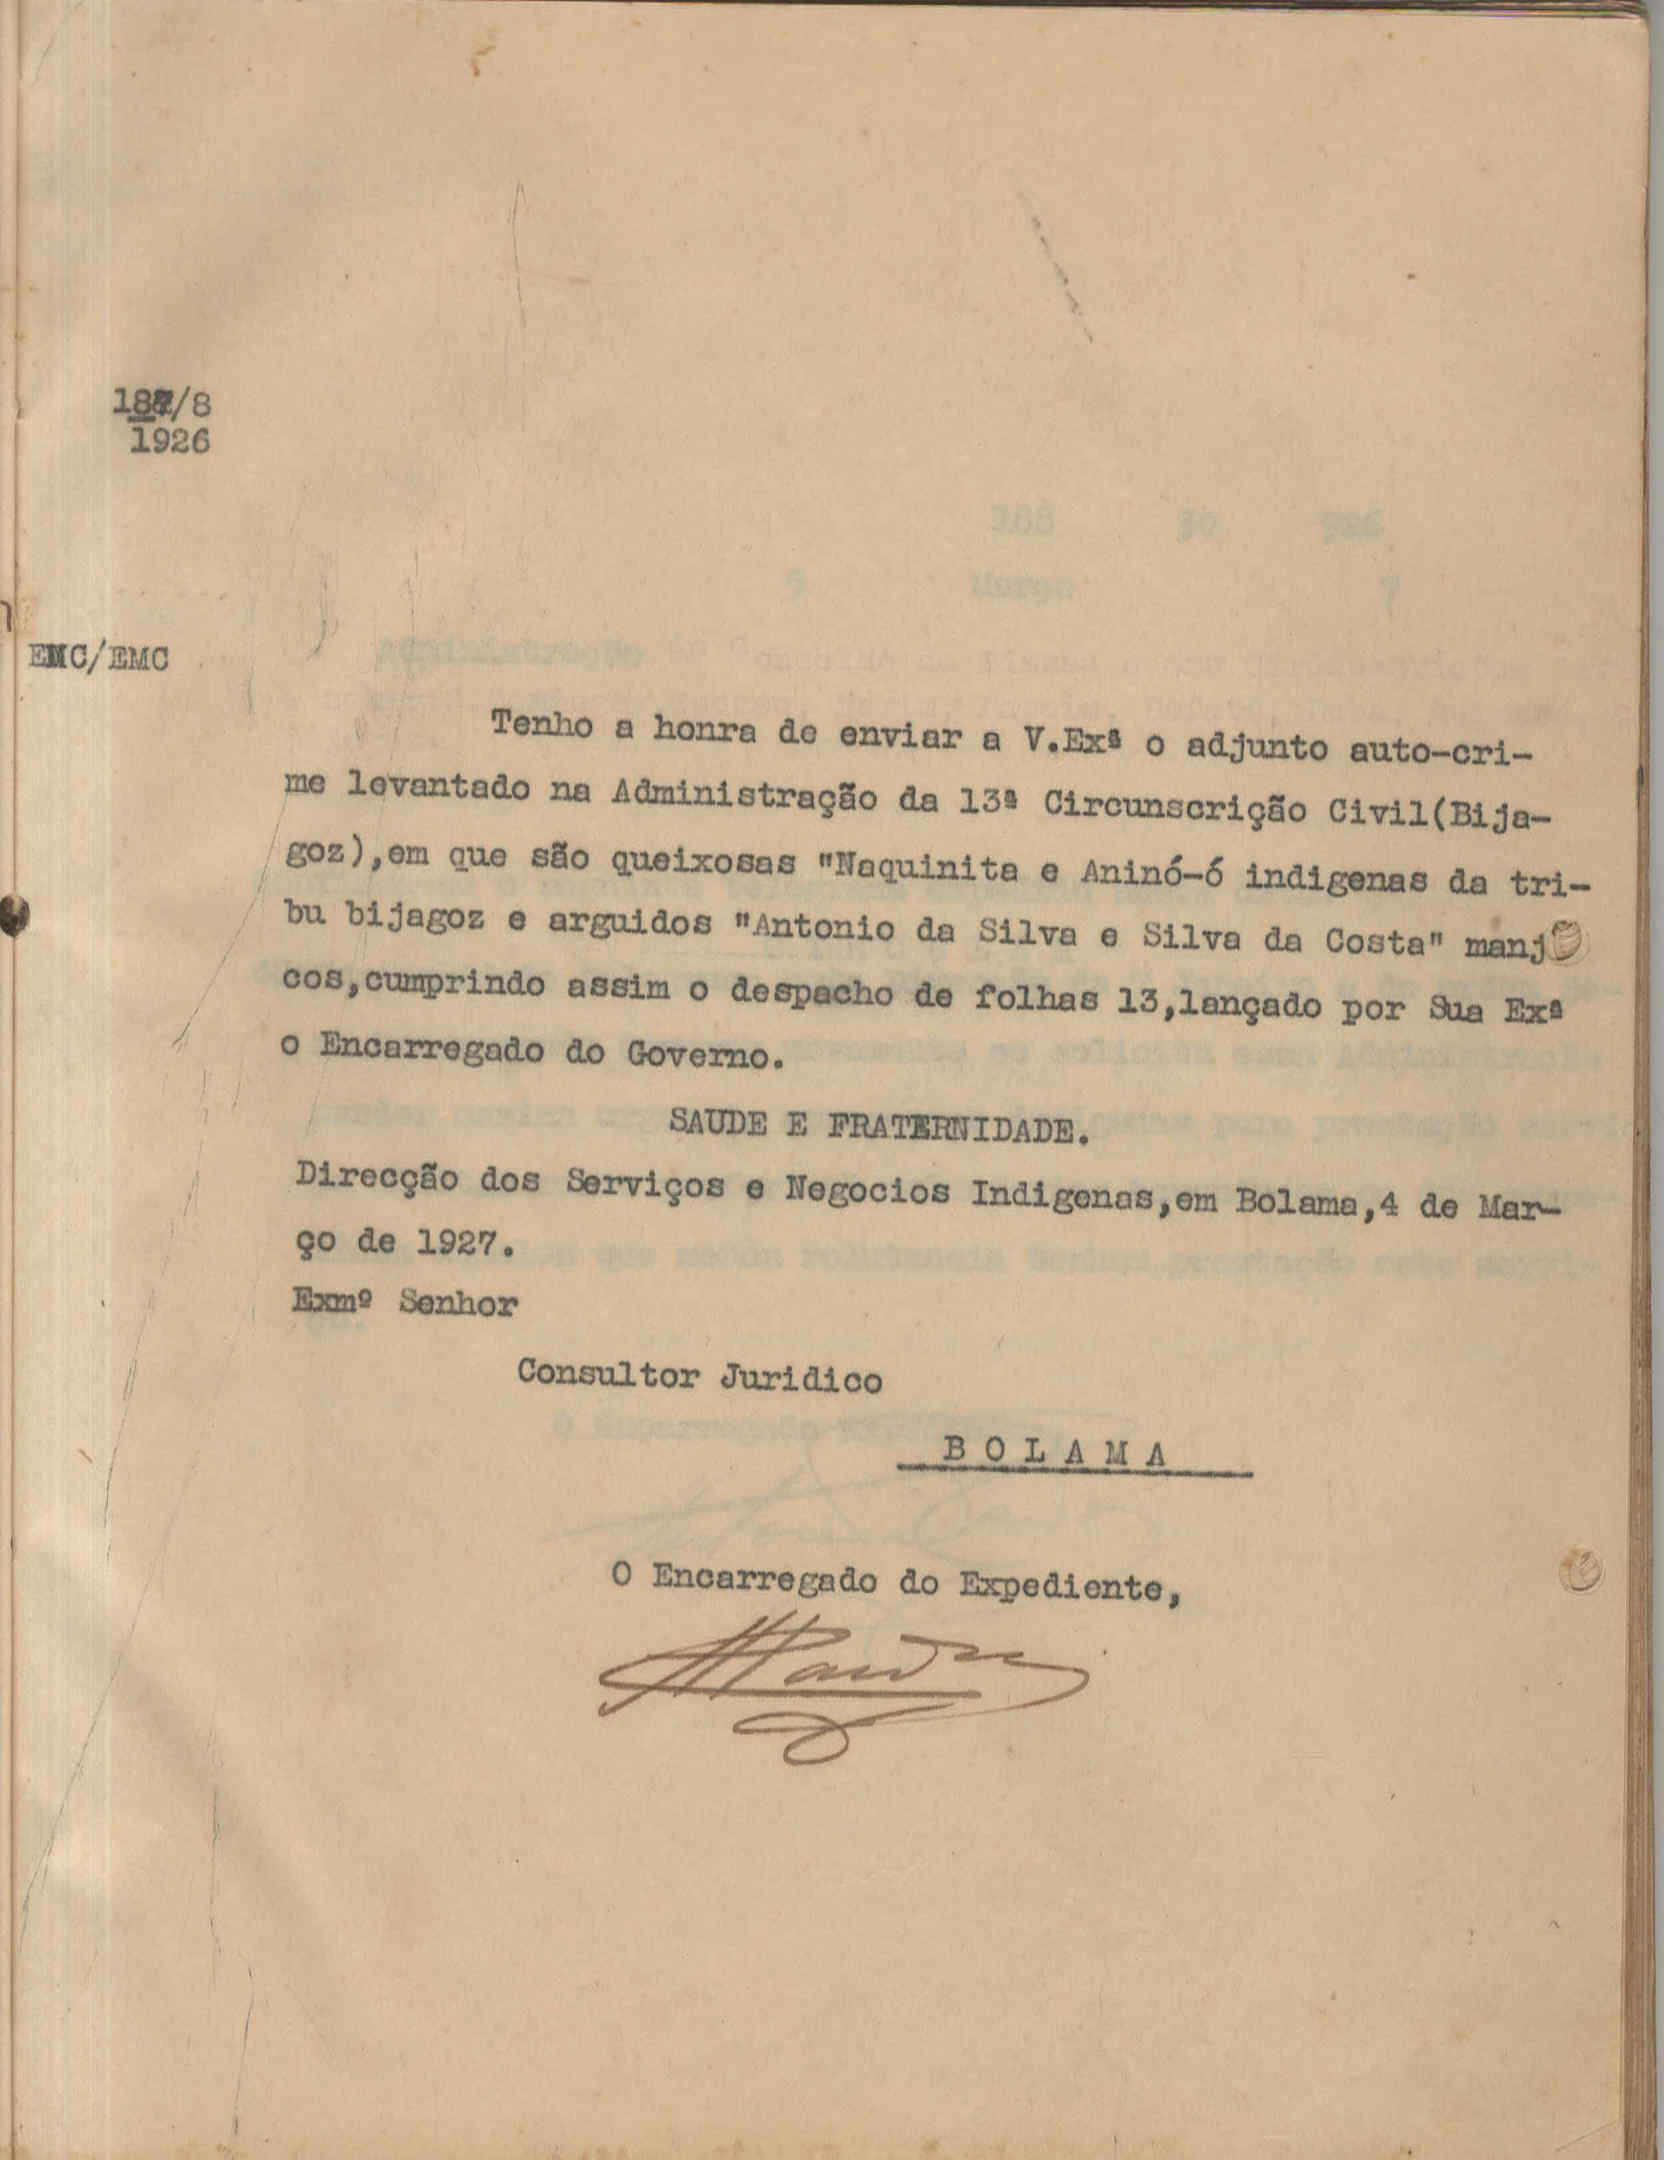 187/8
1926
EMC/EMC
Tenho a honra de enviar a V.Exª o adjunto auto-cri-
me levantado na Administração da 13ª Circunscrição Civil(Bija-
goz),em que são queixosas "Naquinita e Aninó-ó indigenas da tri-
bu bijagoz e arguidos "Antonio da Silva e Silva da Costa" manja
cos,cumprindo assim o despacho de folhas 13,lançado por Sua Exª
o Encarregado do Governo.
SAUDE E FRATERNIDADE.
Direcção dos Serviços e Negocios Indigenas,em Bolama,4 de Mar-
ço de 1927.
Exmº Senhor
Consultor Juridico
B O L A M A
O Encarregado do Expediente,